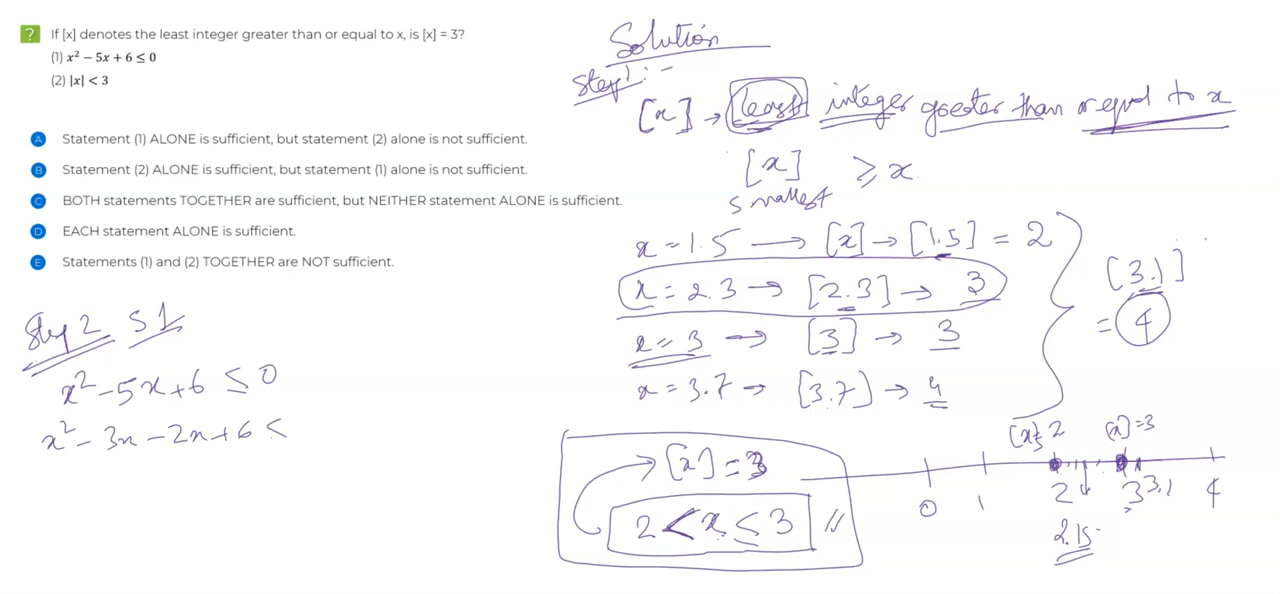 ? If [x] denotes the least integer greater than or equal to x, is [x] = 3?
(1) x² − 5x + 6 ≤ 0
(2) |x| < 3
A Statement (1) ALONE is sufficient, but statement (2) alone is not sufficient.
B Statement (2) ALONE is sufficient, but statement (1) alone is not sufficient.
C BOTH statements TOGETHER are sufficient, but NEITHER statement ALONE is sufficient.
D EACH statement ALONE is sufficient.
E Statements (1) and (2) TOGETHER are NOT sufficient.
Solution
Step 1:-
[x] → (least) integer greater than or equal to x
[x] ≥ x
smallest
x = 1.5 → [x] → [1.5] = 2
x = 2.3 → [2.3] → 3
x = 3 → [3] → 3
x = 3.7 → [3.7] → 4
[3.1]
= 4
Step 2 S1
x² − 5x + 6 ≤ 0
x² − 3x − 2x + 6 ≤
→ [x] = 3
2 < x ≤ 3 //
[x] = 2 [x] = 3
0 1 2 3 3.1 4
2.15